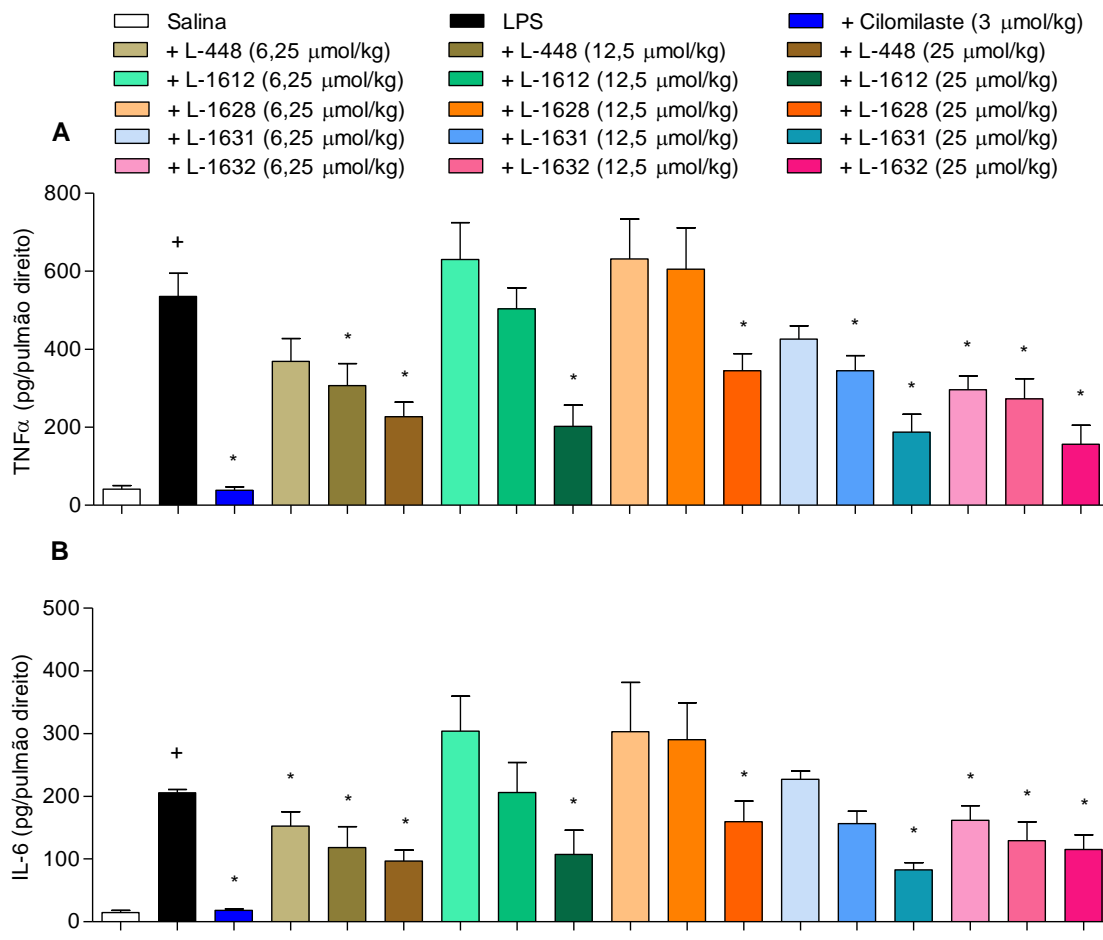 Salina LPS + Cilomilaste (3 μmol/kg)
+ L-448 (6,25 μmol/kg) + L-448 (12,5 μmol/kg) + L-448 (25 μmol/kg)
+ L-1612 (6,25 μmol/kg) + L-1612 (12,5 μmol/kg) + L-1612 (25 μmol/kg)
+ L-1628 (6,25 μmol/kg) + L-1628 (12,5 μmol/kg) + L-1628 (25 μmol/kg)
+ L-1631 (6,25 μmol/kg) + L-1631 (12,5 μmol/kg) + L-1631 (25 μmol/kg)
+ L-1632 (6,25 μmol/kg) + L-1632 (12,5 μmol/kg) + L-1632 (25 μmol/kg)
A
TNFα (pg/pulmão direito)
800
600
400
200
0
+
* * * * * * * * * *
B
IL-6 (pg/pulmão direito)
500
400
300
200
100
0
+
* * * * * * * * * *